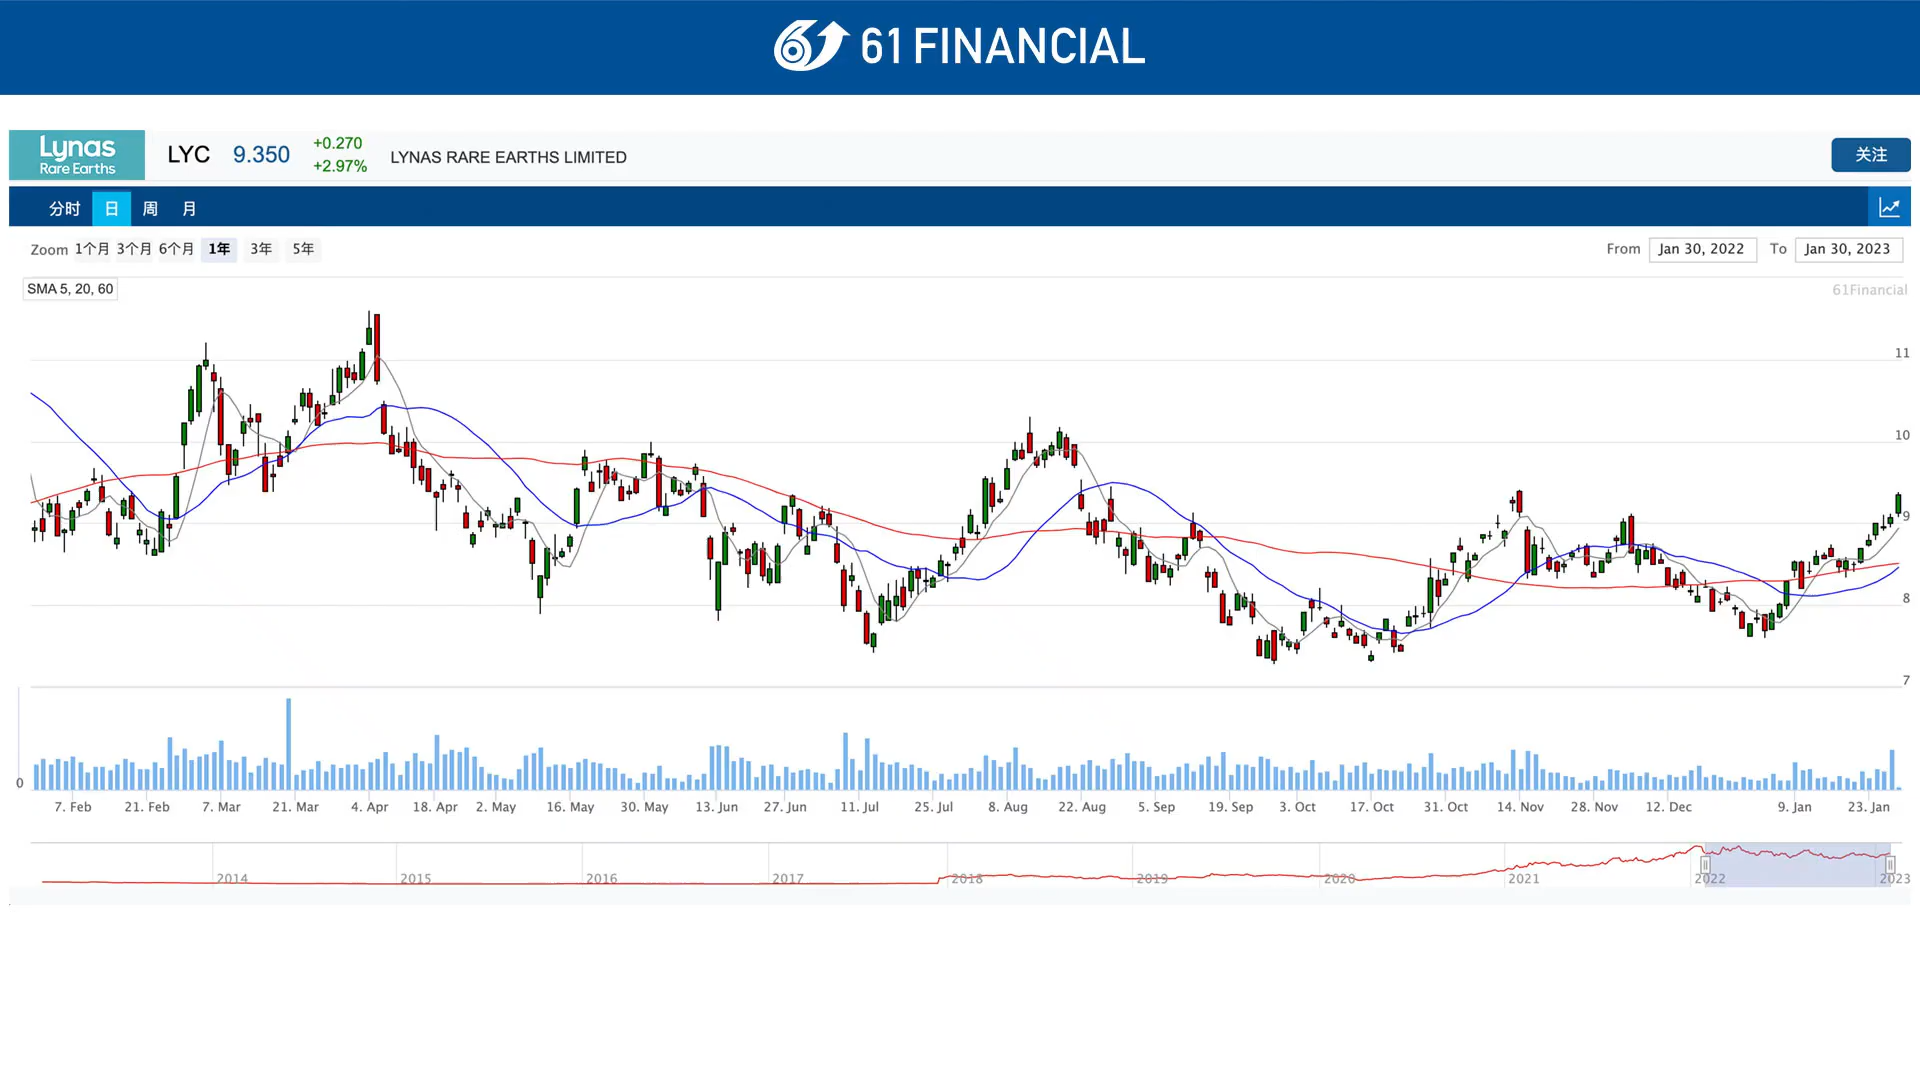 61 FINANCIAL
Lynas
Rare Earths
LYC 9.350 +0.270 +2.97% LYNAS RARE EARTHS LIMITED 关注
分时 日 周 月
Zoom 1个月 3个月 6个月 1年 3年 5年 From Jan 30, 2022 To Jan 30, 2023
SMA 5, 20, 60
61Financial
11
10
9
8
7
0
7. Feb 21. Feb 7. Mar 21. Mar 4. Apr 18. Apr 2. May 16. May 30. May 13. Jun 27. Jun 11. Jul 25. Jul 8. Aug 22. Aug 5. Sep 19. Sep 3. Oct 17. Oct 31. Oct 14. Nov 28. Nov 12. Dec 9. Jan 23. Jan
2014 2015 2016 2017 2018 2019 2020 2021 2022 2023